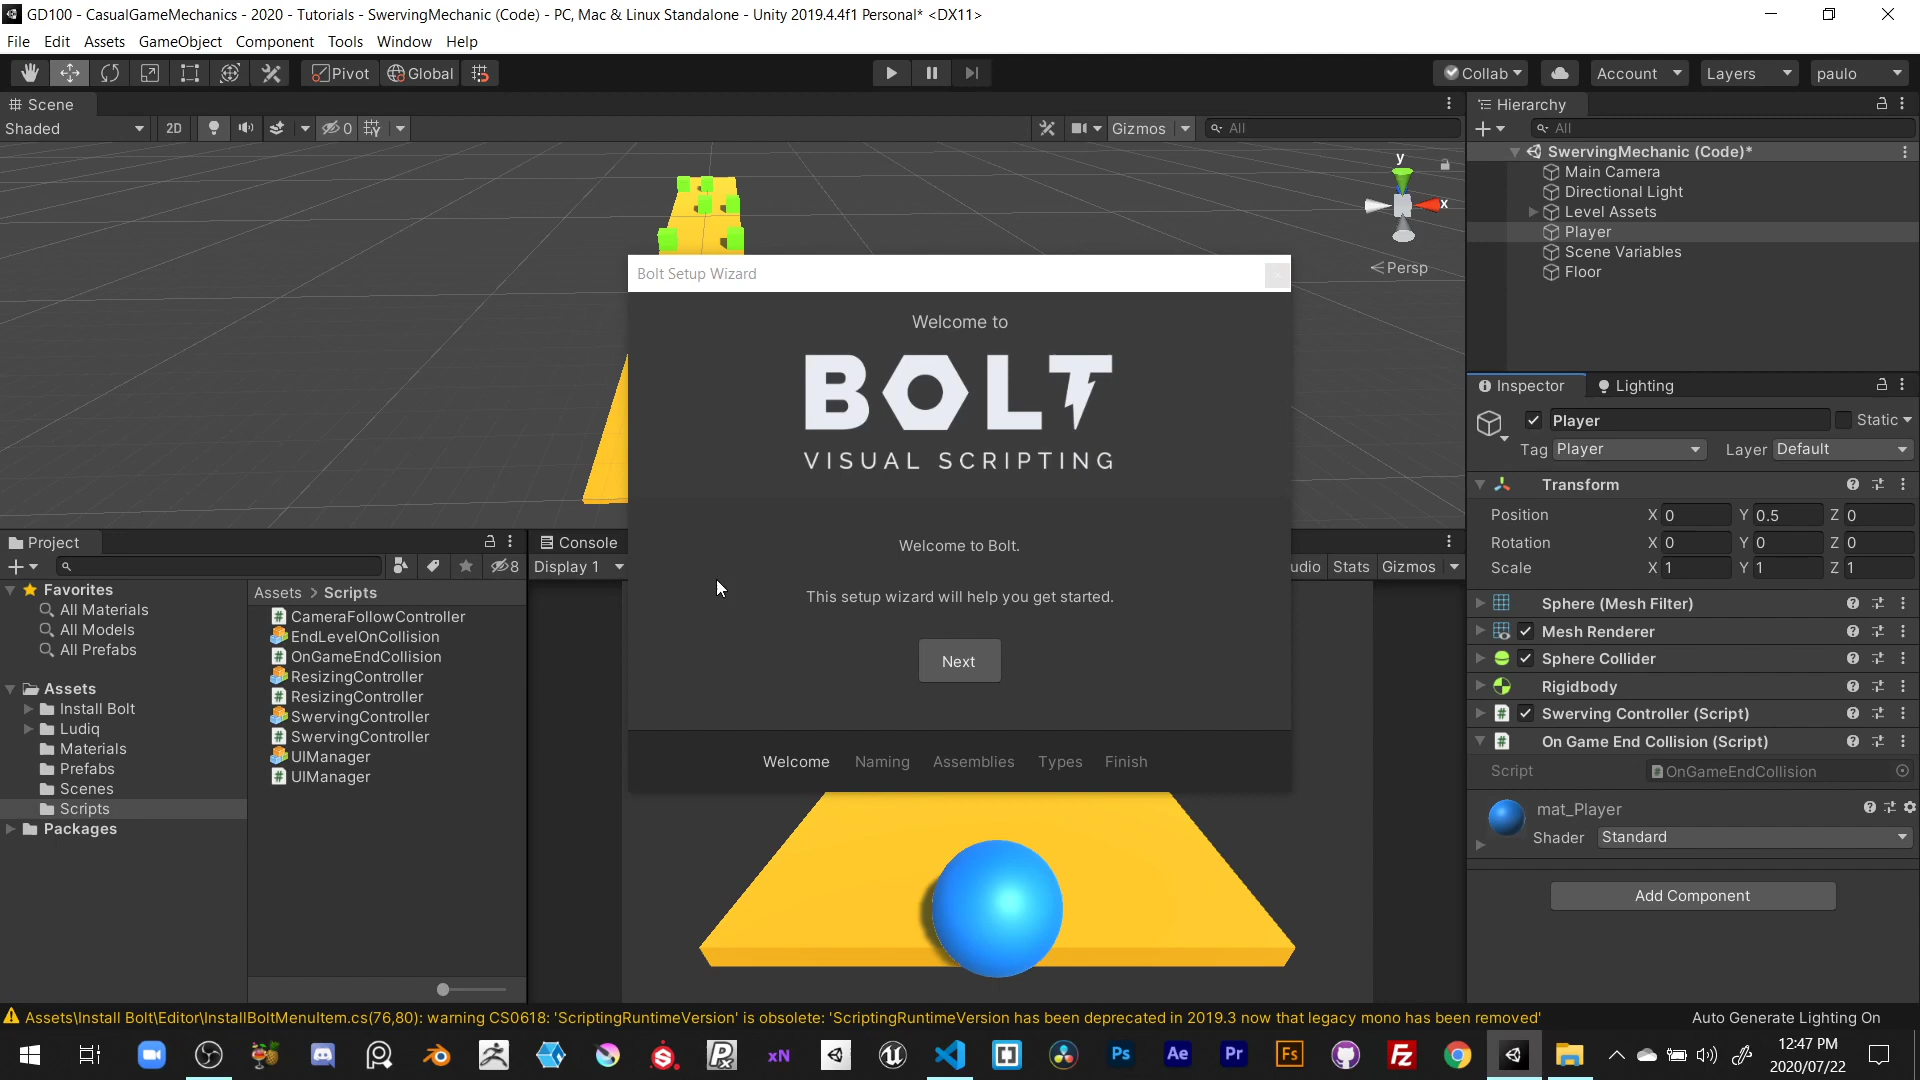 GD100 - CasualGameMechanics - 2020 - Tutorials - SwervingMechanic (Code) - PC, Mac & Linux Standalone - Unity 2019.4.4f1 Personal* <DX11>
File Edit Assets GameObject Component Tools Window Help
Pivot Global Collab Account Layers paulo
Scene
Shaded 2D 0 Gizmos All
y
x
Persp
Hierarchy
All
SwervingMechanic (Code)*
Main Camera
Directional Light
Level Assets
Player
Scene Variables
Floor
Bolt Setup Wizard
Welcome to
BOLT
VISUAL SCRIPTING
Welcome to Bolt.
This setup wizard will help you get started.
Next
Welcome Naming Assemblies Types Finish
Inspector Lighting
Player Static
Tag Player Layer Default
Transform
Position X 0 Y 0.5 Z 0
Rotation X 0 Y 0 Z 0
Scale X 1 Y 1 Z 1
Sphere (Mesh Filter)
Mesh Renderer
Sphere Collider
Rigidbody
Swerving Controller (Script)
On Game End Collision (Script)
Script OnGameEndCollision
mat_Player
Shader Standard
Add Component
Project
8
Favorites
All Materials
All Models
All Prefabs
Assets
Install Bolt
Ludiq
Materials
Prefabs
Scenes
Scripts
Packages
Assets > Scripts
CameraFollowController
EndLevelOnCollision
OnGameEndCollision
ResizingController
ResizingController
SwervingController
SwervingController
UIManager
UIManager
Console
Display 1 udio Stats Gizmos
Assets\Install Bolt\Editor\InstallBoltMenuItem.cs(76,80): warning CS0618: 'ScriptingRuntimeVersion' is obsolete: 'ScriptingRuntimeVersion has been deprecated in 2019.3 now that legacy mono has been removed'
Auto Generate Lighting On
xN Ps Ae Pr Fs Fz
12:47 PM
2020/07/22